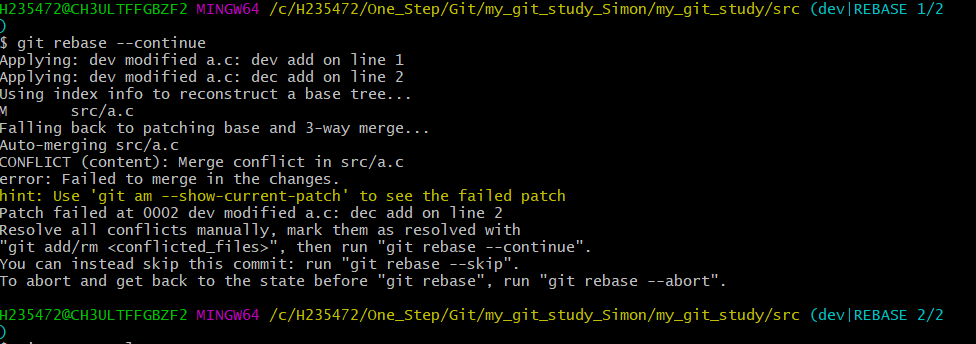 H235472@CH3ULTFFGBZF2 MINGW64 /c/H235472/One_Step/Git/my_git_study_Simon/my_git_study/src (dev|REBASE 1/2
)
$ git rebase --continue
Applying: dev modified a.c: dev add on line 1
Applying: dev modified a.c: dec add on line 2
Using index info to reconstruct a base tree...
M       src/a.c
Falling back to patching base and 3-way merge...
Auto-merging src/a.c
CONFLICT (content): Merge conflict in src/a.c
error: Failed to merge in the changes.
hint: Use 'git am --show-current-patch' to see the failed patch
Patch failed at 0002 dev modified a.c: dec add on line 2
Resolve all conflicts manually, mark them as resolved with
"git add/rm <conflicted_files>", then run "git rebase --continue".
You can instead skip this commit: run "git rebase --skip".
To abort and get back to the state before "git rebase", run "git rebase --abort".
H235472@CH3ULTFFGBZF2 MINGW64 /c/H235472/One_Step/Git/my_git_study_Simon/my_git_study/src (dev|REBASE 2/2
)